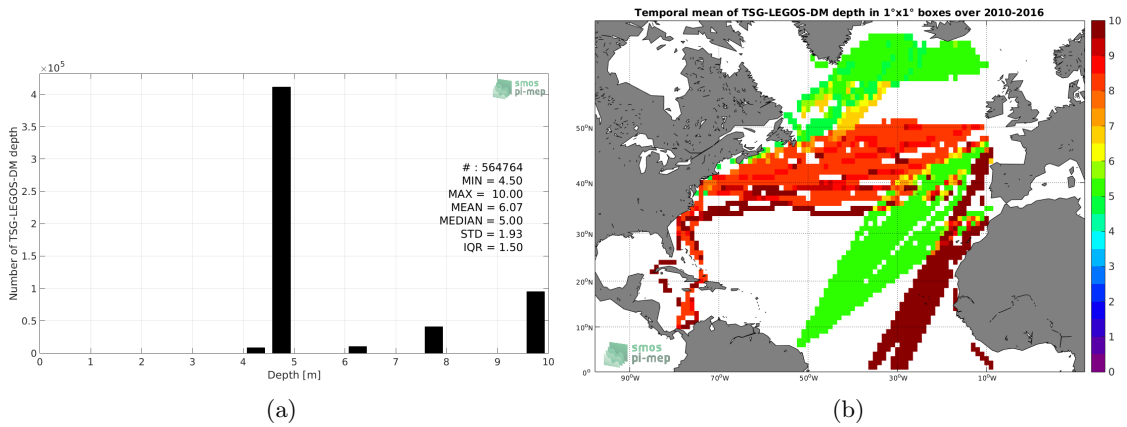 ×10⁵
4
3.5
3
2.5
2
1.5
1
0.5
0
Number of TSG-LEGOS-DM depth
0 1 2 3 4 5 6 7 8 9 10
Depth [m]
smos
pi-mep
# : 564764
MIN = 4.50
MAX = 10.00
MEAN = 6.07
MEDIAN = 5.00
STD = 1.93
IQR = 1.50
(a)
Temporal mean of TSG-LEGOS-DM depth in 1°x1° boxes over 2010-2016
50°N
40°N
30°N
20°N
10°N
0°
90°W 70°W 50°W 30°W 10°W
smos
pi-mep
10
9
8
7
6
5
4
3
2
1
0
(b)